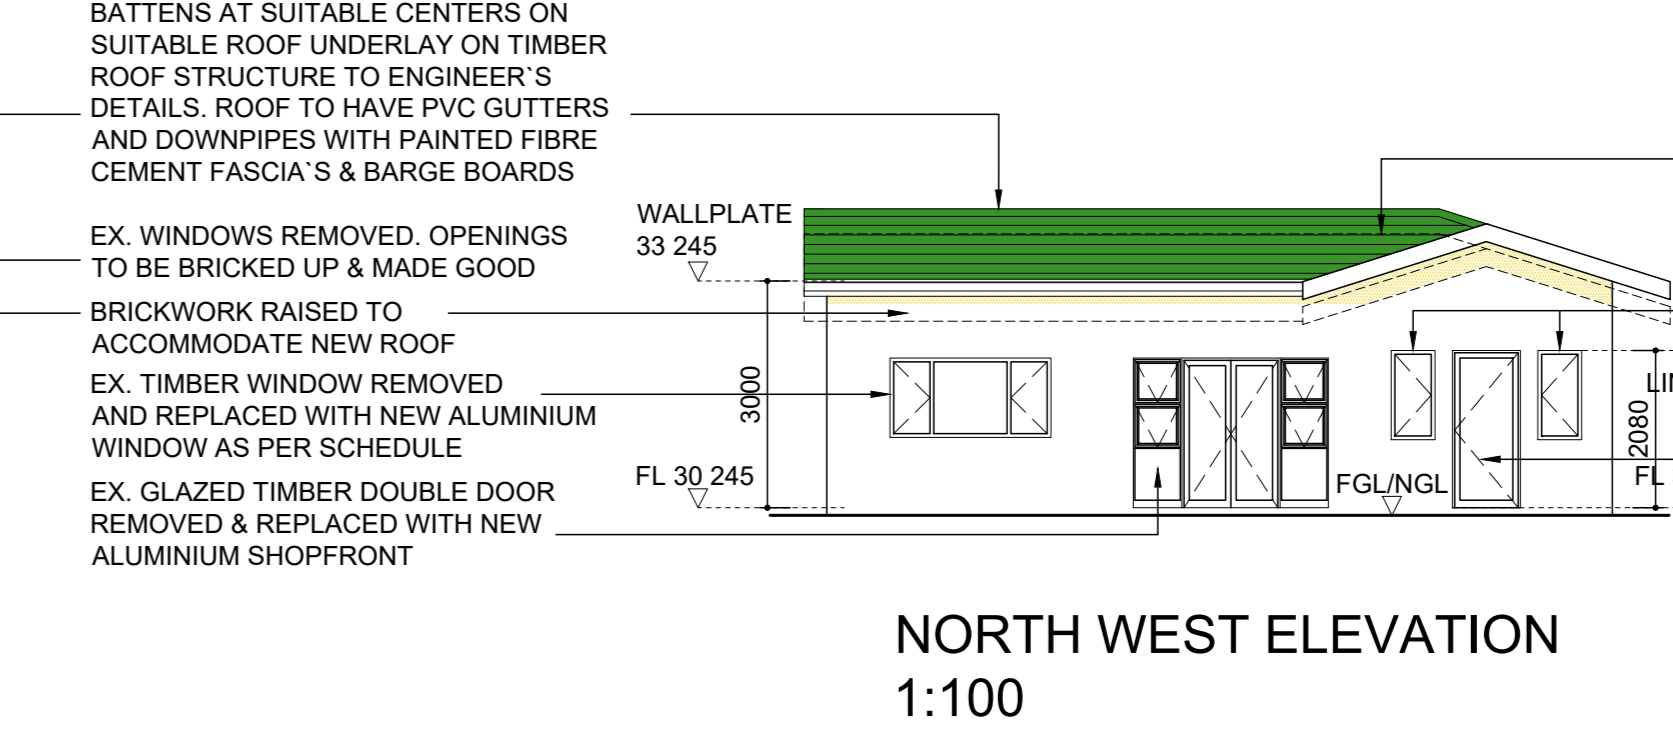 BATTENS AT SUITABLE CENTERS ON
SUITABLE ROOF UNDERLAY ON TIMBER
ROOF STRUCTURE TO ENGINEER`S
DETAILS. ROOF TO HAVE PVC GUTTERS
AND DOWNPIPES WITH PAINTED FIBRE
CEMENT FASCIA`S & BARGE BOARDS
EX. WINDOWS REMOVED. OPENINGS
TO BE BRICKED UP & MADE GOOD
BRICKWORK RAISED TO
ACCOMMODATE NEW ROOF
EX. TIMBER WINDOW REMOVED
AND REPLACED WITH NEW ALUMINIUM
WINDOW AS PER SCHEDULE
EX. GLAZED TIMBER DOUBLE DOOR
REMOVED & REPLACED WITH NEW
ALUMINIUM SHOPFRONT
WALLPLATE
33 245
3000
FL 30 245
FGL/NGL
2080
FL
NORTH WEST ELEVATION
1:100